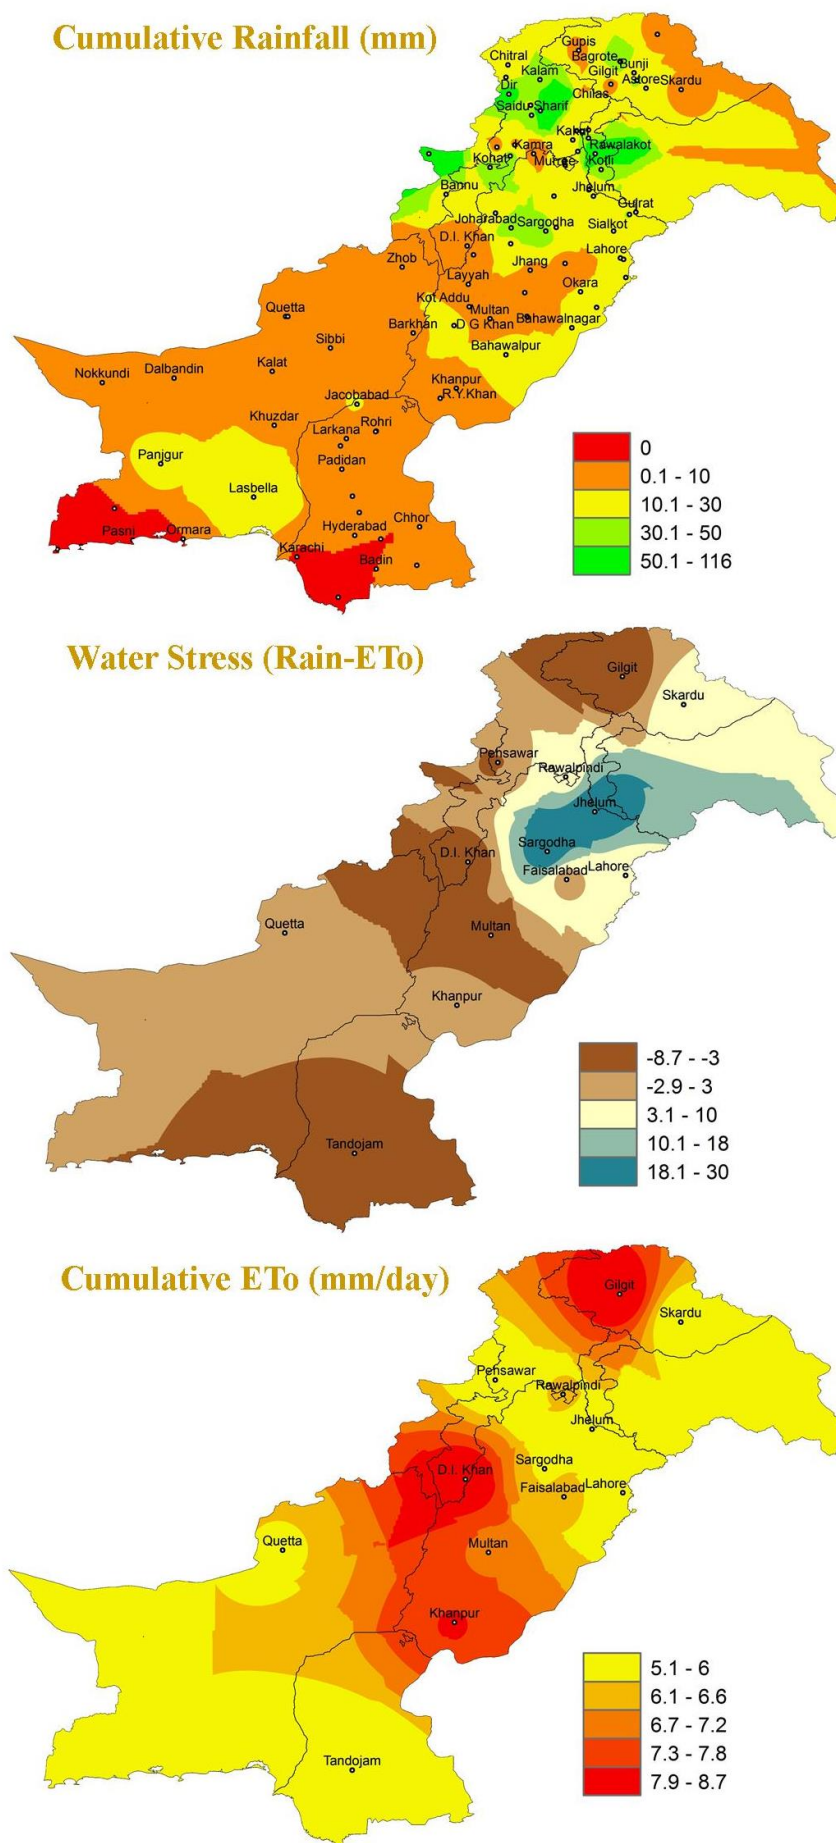 Cumulative Rainfall (mm)
Gupis
Chitral
Bagrote
Bunji
Kalam
Gilgit
Astore
Skardu
Dir
Chilas
Saidu Sharif
Kakul
Kamra
Rawalakot
Kohat
Murree
Kotli
Bannu
Jhelum
Gujrat
Joharabad
Sargodha
Sialkot
D.I. Khan
Zhob
Lahore
Jhang
Layyah
Okara
Kot Addu
Quetta
Multan
Barkhan
D G Khan
Bahawalnagar
Sibbi
Bahawalpur
Kalat
Dalbandin
Nokkundi
Khanpur
R.Y.Khan
Jacobabad
Khuzdar
Rohri
Larkana
Panjgur
Padidan
Lasbella
Chhor
Pasni
Ormara
Hyderabad
Karachi
Badin
0
0.1 - 10
10.1 - 30
30.1 - 50
50.1 - 116
Water Stress (Rain-ETo)
Gilgit
Skardu
Pehsawar
Rawalpindi
Jhelum
Sargodha
D.I. Khan
Faisalabad
Lahore
Quetta
Multan
Khanpur
Tandojam
-8.7 - -3
-2.9 - 3
3.1 - 10
10.1 - 18
18.1 - 30
Cumulative ETo (mm/day)
Gilgit
Skardu
Pehsawar
Rawalpindi
Jhelum
Sargodha
D.I. Khan
Faisalabad
Lahore
Quetta
Multan
Khanpur
Tandojam
5.1 - 6
6.1 - 6.6
6.7 - 7.2
7.3 - 7.8
7.9 - 8.7